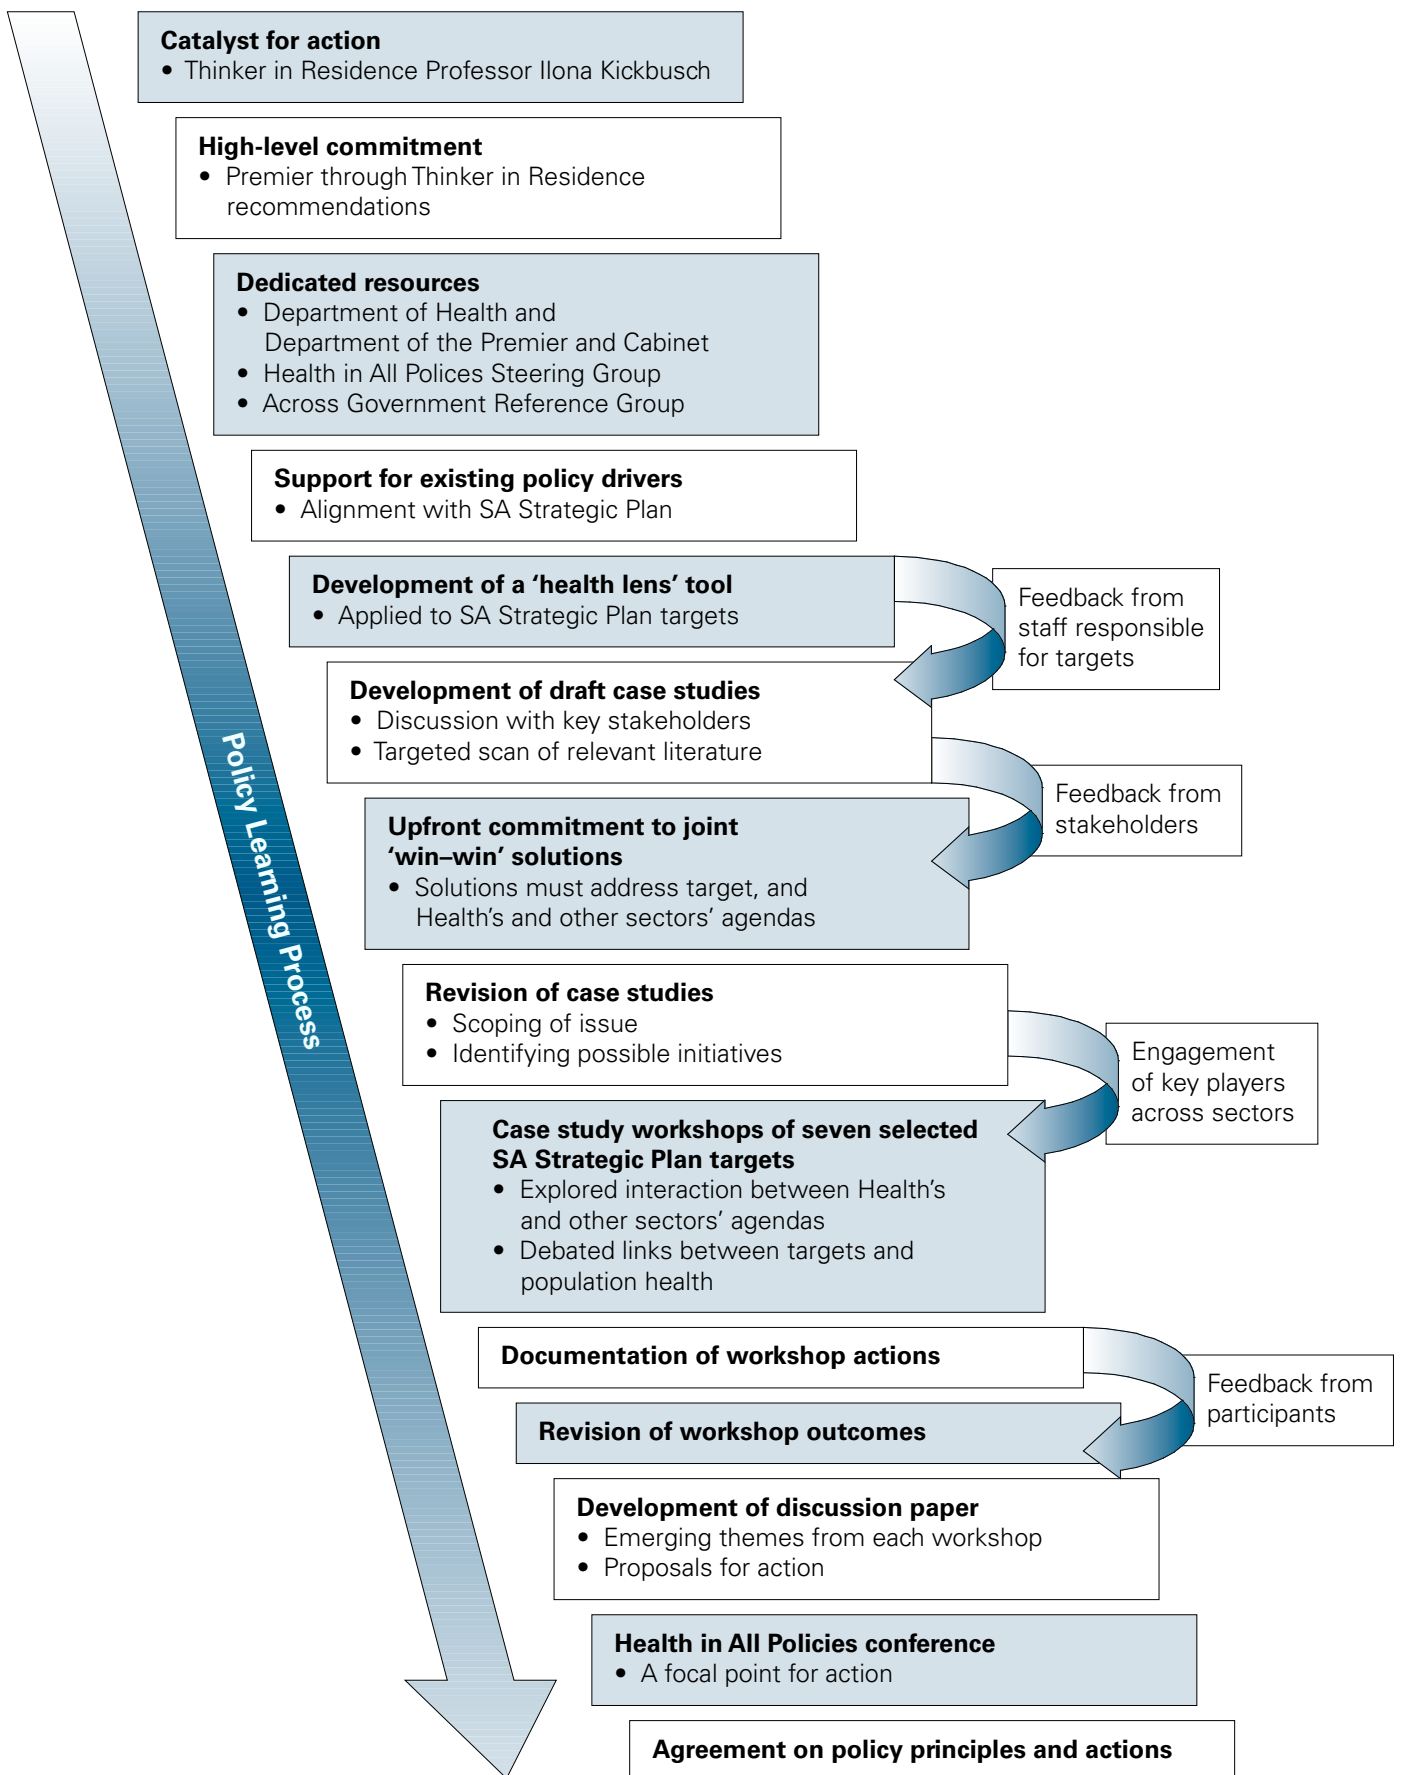 Catalyst for action
• Thinker in Residence Professor Ilona Kickbusch
High-level commitment
• Premier through Thinker in Residence
recommendations
Dedicated resources
• Department of Health and
Department of the Premier and Cabinet
• Health in All Polices Steering Group
• Across Government Reference Group
Support for existing policy drivers
• Alignment with SA Strategic Plan
Development of a ‘health lens’ tool
• Applied to SA Strategic Plan targets
Feedback from
staff responsible
for targets
Development of draft case studies
• Discussion with key stakeholders
• Targeted scan of relevant literature
Feedback from
stakeholders
Upfront commitment to joint
‘win–win’ solutions
• Solutions must address target, and
Health’s and other sectors’ agendas
Policy Learning Process
Revision of case studies
• Scoping of issue
• Identifying possible initiatives
Engagement
of key players
across sectors
Case study workshops of seven selected
SA Strategic Plan targets
• Explored interaction between Health’s
and other sectors’ agendas
• Debated links between targets and
population health
Documentation of workshop actions
Feedback from
participants
Revision of workshop outcomes
Development of discussion paper
• Emerging themes from each workshop
• Proposals for action
Health in All Policies conference
• A focal point for action
Agreement on policy principles and actions